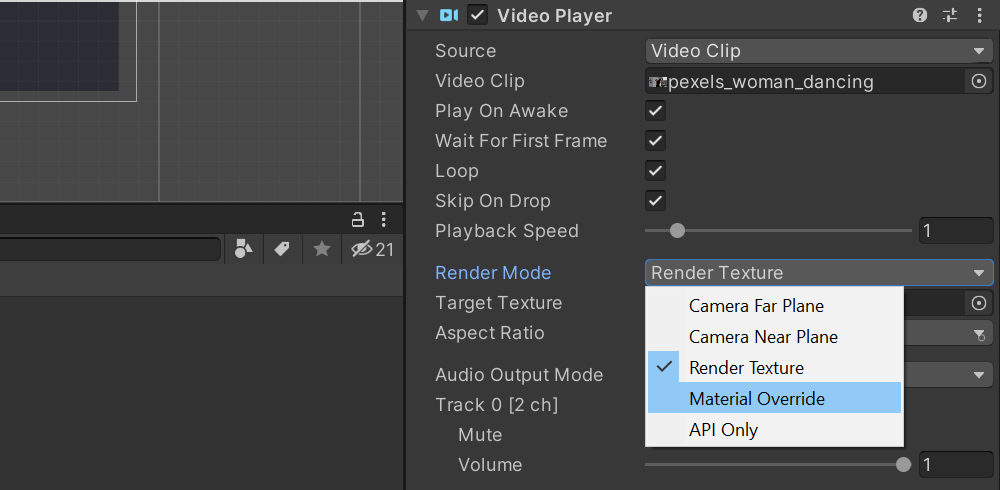 Video Player
Source Video Clip
Video Clip pexels_woman_dancing
Play On Awake
Wait For First Frame
Loop
Skip On Drop
Playback Speed 1
21
Render Mode Render Texture
Target Texture
Camera Far Plane
Aspect Ratio
Camera Near Plane
Render Texture
Audio Output Mode
Material Override
Track 0 [2 ch]
API Only
Mute
Volume 1